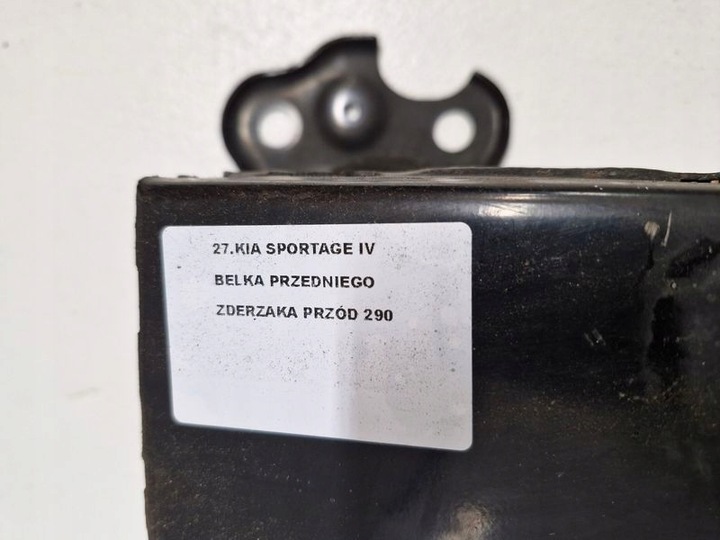 27.KIA SPORTAGE IV
BELKA PRZEDNIEGO
ZDERZAKA PRZÓD 290